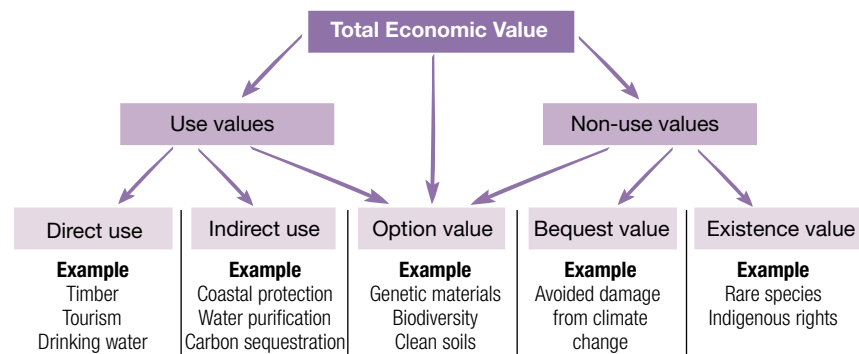 Total Economic Value
Use values
Non-use values
Direct use
Indirect use
Option value
Bequest value
Existence value
Example
Timber
Tourism
Drinking water
Example
Coastal protection
Water purification
Carbon sequestration
Example
Genetic materials
Biodiversity
Clean soils
Example
Avoided damage
from climate
change
Example
Rare species
Indigenous rights